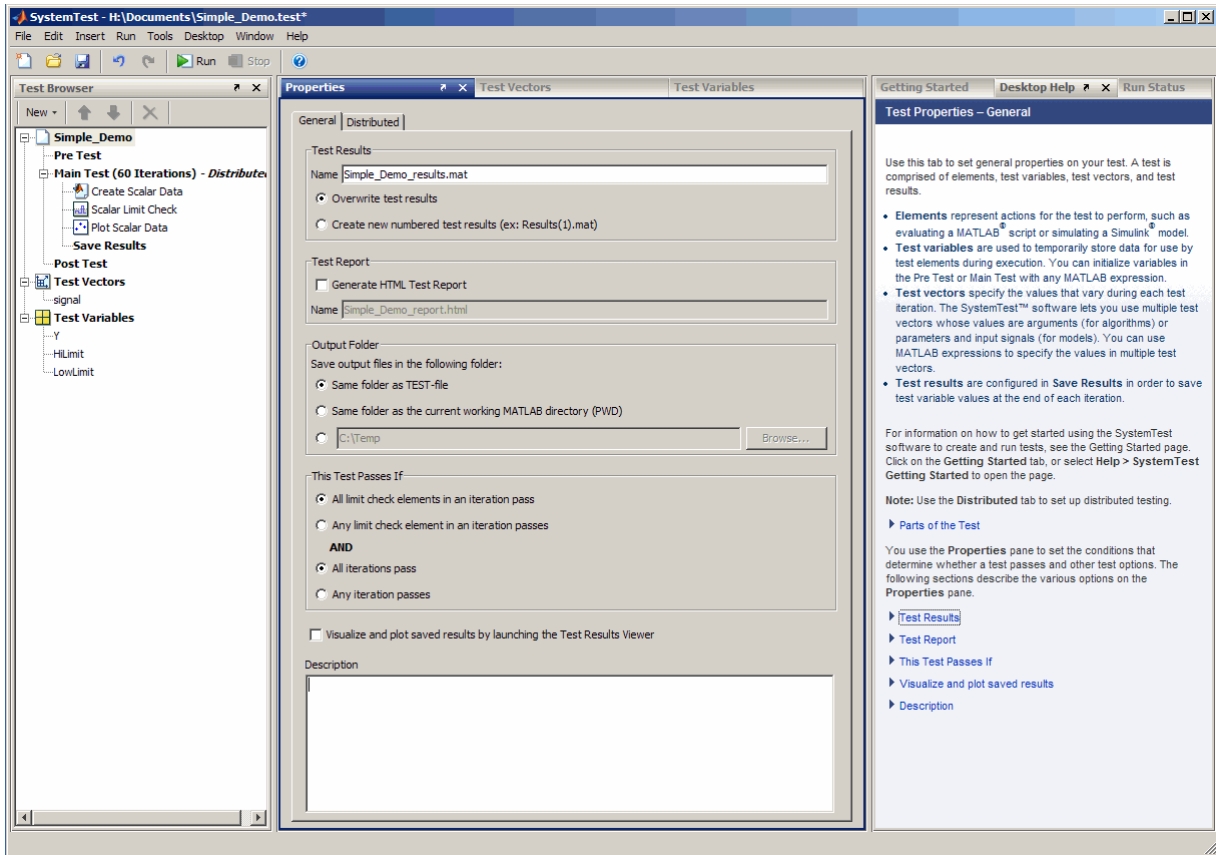 SystemTest - H:\Documents\Simple_Demo.test*
File Edit Insert Run Tools Desktop Window Help
Run Stop
Test Browser
New
Simple_Demo
Pre Test
Main Test (60 Iterations) - Distribute
Create Scalar Data
Scalar Limit Check
Plot Scalar Data
Save Results
Post Test
Test Vectors
signal
Test Variables
Y
HiLimit
LowLimit
Properties Test Vectors Test Variables
General Distributed
Test Results
Name Simple_Demo_results.mat
Overwrite test results
Create new numbered test results (ex: Results(1).mat)
Test Report
Generate HTML Test Report
Name Simple_Demo_report.html
Output Folder
Save output files in the following folder:
Same folder as TEST-file
Same folder as the current working MATLAB directory (PWD)
C:\Temp Browse...
This Test Passes If
All limit check elements in an iteration pass
Any limit check element in an iteration passes
AND
All iterations pass
Any iteration passes
Visualize and plot saved results by launching the Test Results Viewer
Description
Getting Started Desktop Help Run Status
Test Properties – General
Use this tab to set general properties on your test. A test is
comprised of elements, test variables, test vectors, and test
results.
• Elements represent actions for the test to perform, such as
evaluating a MATLAB® script or simulating a Simulink® model.
• Test variables are used to temporarily store data for use by
test elements during execution. You can initialize variables in
the Pre Test or Main Test with any MATLAB expression.
• Test vectors specify the values that vary during each test
iteration. The SystemTest™ software lets you use multiple test
vectors whose values are arguments (for algorithms) or
parameters and input signals (for models). You can use
MATLAB expressions to specify the values in multiple test
vectors.
• Test results are configured in Save Results in order to save
test variable values at the end of each iteration.
For information on how to get started using the SystemTest
software to create and run tests, see the Getting Started page.
Click on the Getting Started tab, or select Help > SystemTest
Getting Started to open the page.
Note: Use the Distributed tab to set up distributed testing.
Parts of the Test
You use the Properties pane to set the conditions that
determine whether a test passes and other test options. The
following sections describe the various options on the
Properties pane.
Test Results
Test Report
This Test Passes If
Visualize and plot saved results
Description